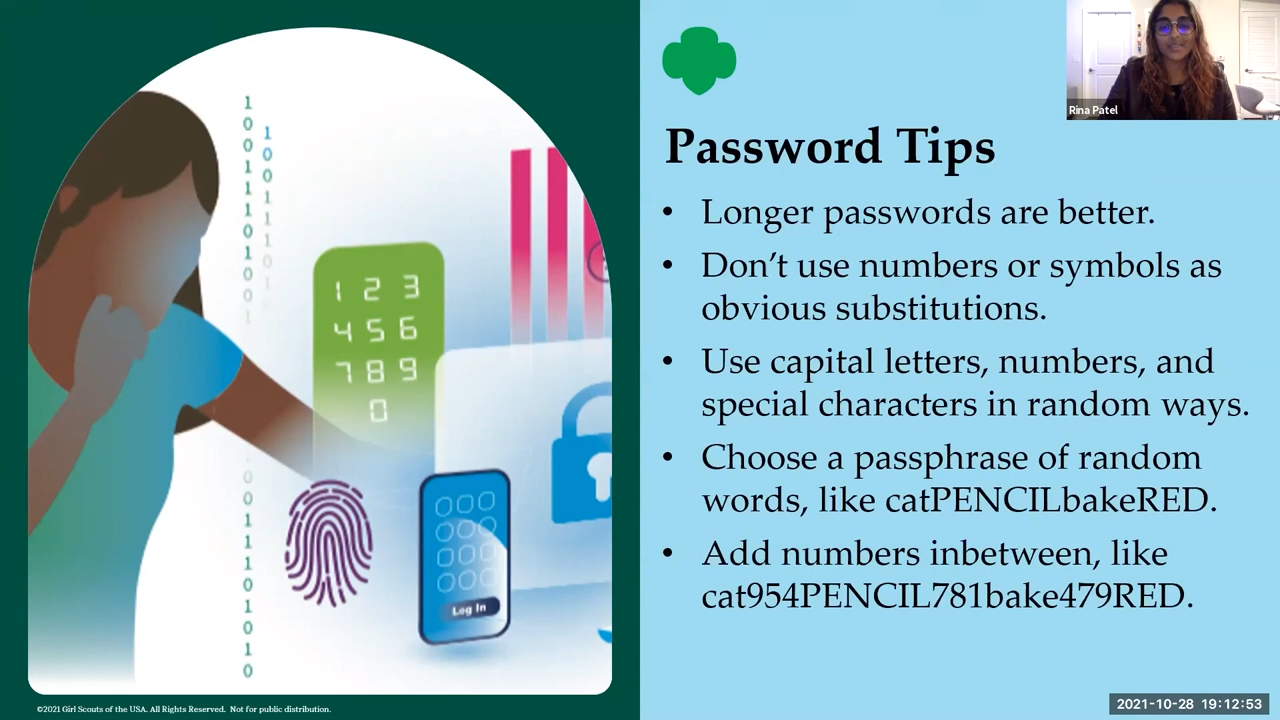 Rina Patel
Password Tips
• Longer passwords are better.
• Don’t use numbers or symbols as
obvious substitutions.
• Use capital letters, numbers, and
special characters in random ways.
• Choose a passphrase of random
words, like catPENCILbakeRED.
• Add numbers inbetween, like
cat954PENCIL781bake479RED.
1 2 3
4 5 6
7 8 9
0
Log In
©2021 Girl Scouts of the USA. All Rights Reserved. Not for public distribution.
2021-10-28 19:12:53